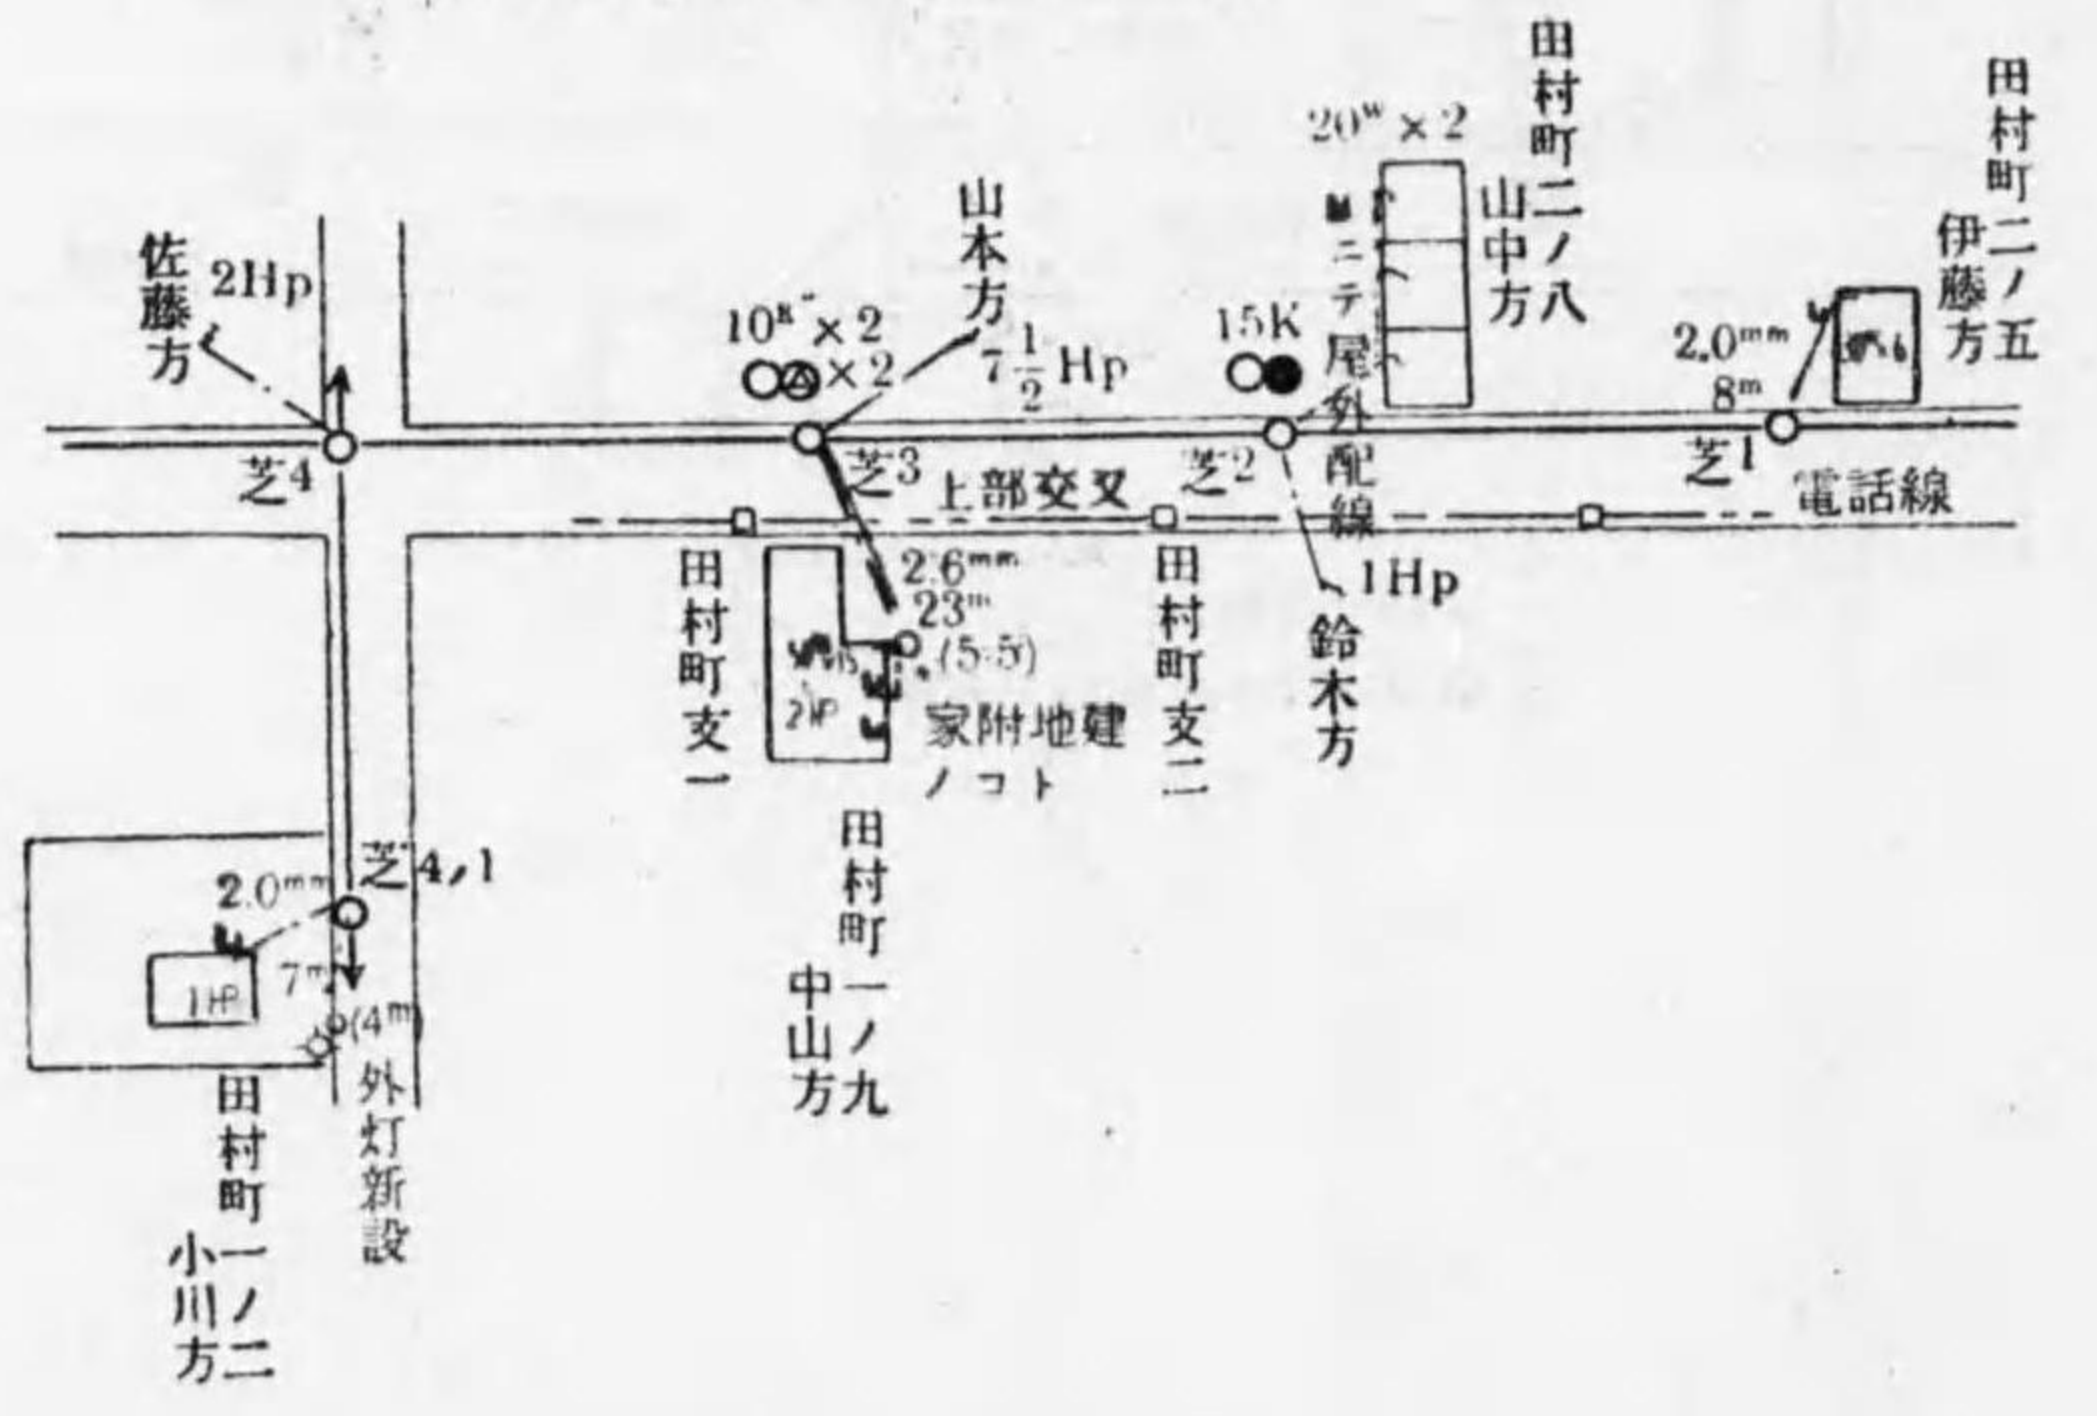 田村町二ノ五
伊藤方
2.0mm
8m
芝1
電話線
田村町二ノ八
山中方
20W×2
ニテ屋外配線
15K
芝2
1Hp
鈴木方
田村町支二
山本方
7 1/2 Hp
10K×2
×2
芝3
上部交叉
2.6mm
23m
(5.5)
2HP
家附地建
ノコト
田村町一ノ九
中山方
田村町支一
佐藤方
2Hp
芝4
芝4,1
2.0mm
7m
1HP
(4m)
外灯新設
田村町一ノ二
小川方